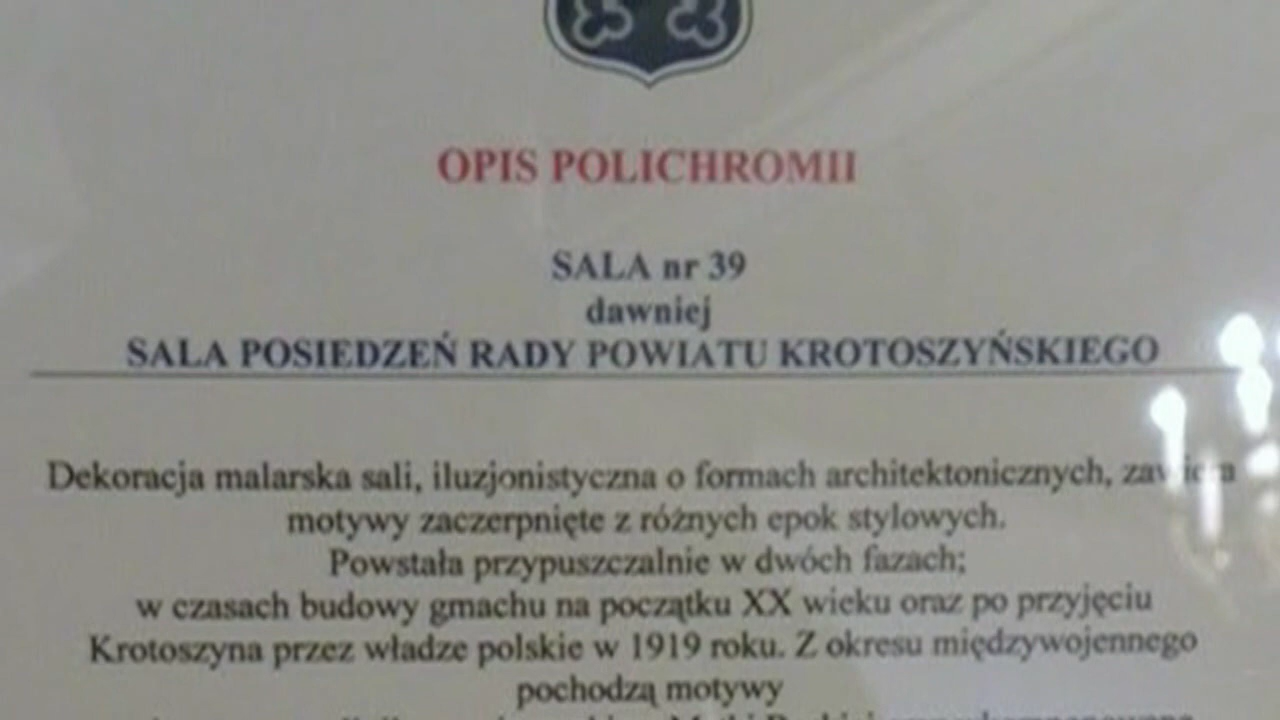 OPIS POLICHROMII
SALA nr 39
dawniej
SALA POSIEDZEŃ RADY POWIATU KROTOSZYŃSKIEGO
Dekoracja malarska sali, iluzjonistyczna o formach architektonicznych, zawiera
motywy zaczerpnięte z różnych epok stylowych.
Powstała przypuszczalnie w dwóch fazach;
w czasach budowy gmachu na początku XX wieku oraz po przyjęciu
Krotoszyna przez władze polskie w 1919 roku. Z okresu międzywojennego
pochodzą motywy